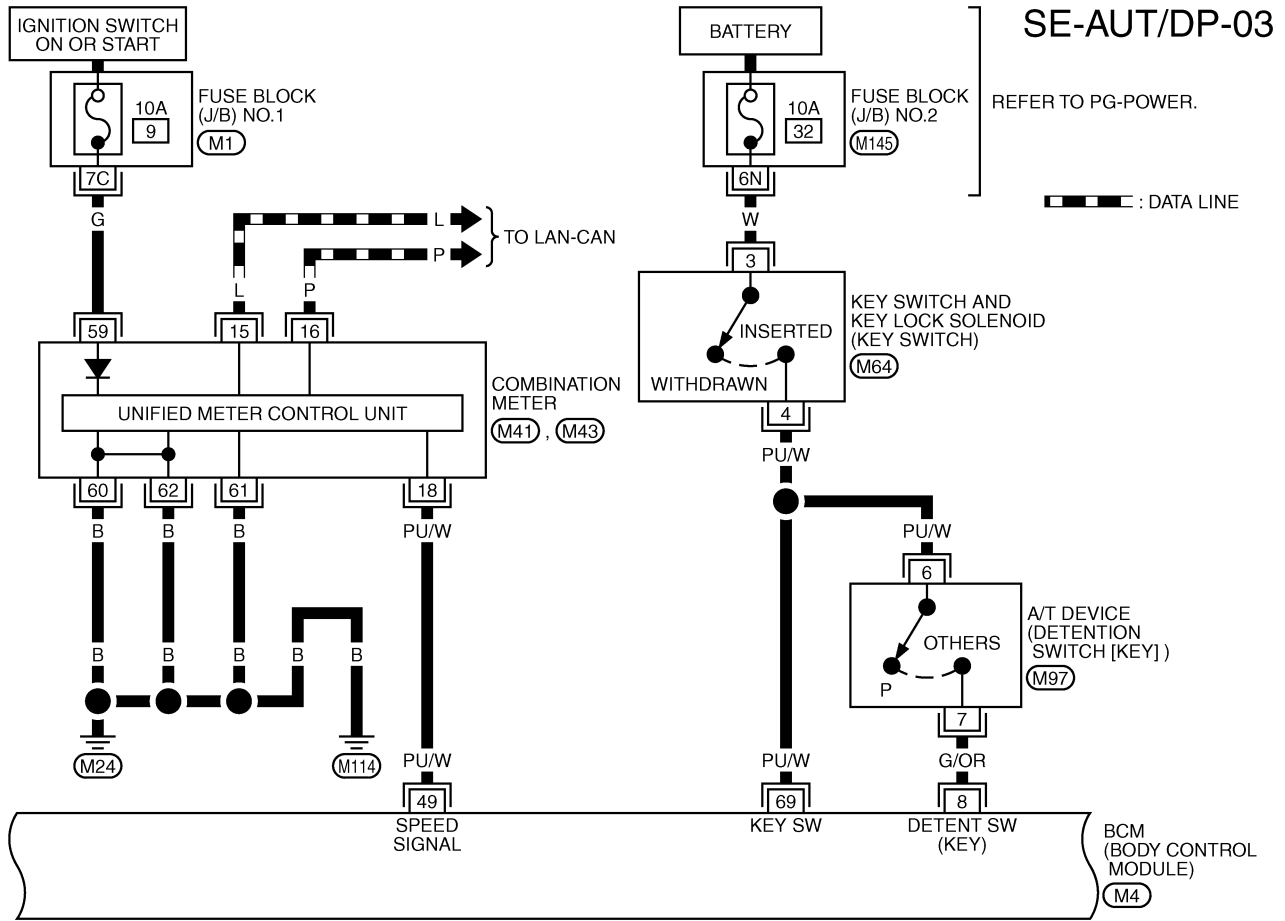 SE-AUT/DP-03
IGNITION SWITCH
ON OR START
BATTERY
REFER TO PG-POWER.
10A
9
FUSE BLOCK
(J/B) NO.1
M1
7C
10A
32
FUSE BLOCK
(J/B) NO.2
M145
6N
: DATA LINE
G
L
P
TO LAN-CAN
L
P
W
59
15
16
3
INSERTED
WITHDRAWN
KEY SWITCH AND
KEY LOCK SOLENOID
(KEY SWITCH)
M64
4
UNIFIED METER CONTROL UNIT
COMBINATION
METER
M41 , M43
60
62
61
18
B
B
B
PU/W
PU/W
PU/W
6
OTHERS
P
A/T DEVICE
(DETENTION
SWITCH [KEY] )
M97
7
B
B
B
B
B
M24
M114
PU/W
PU/W
G/OR
49
69
8
SPEED
SIGNAL
KEY SW
DETENT SW
(KEY)
BCM
(BODY CONTROL
MODULE)
M4